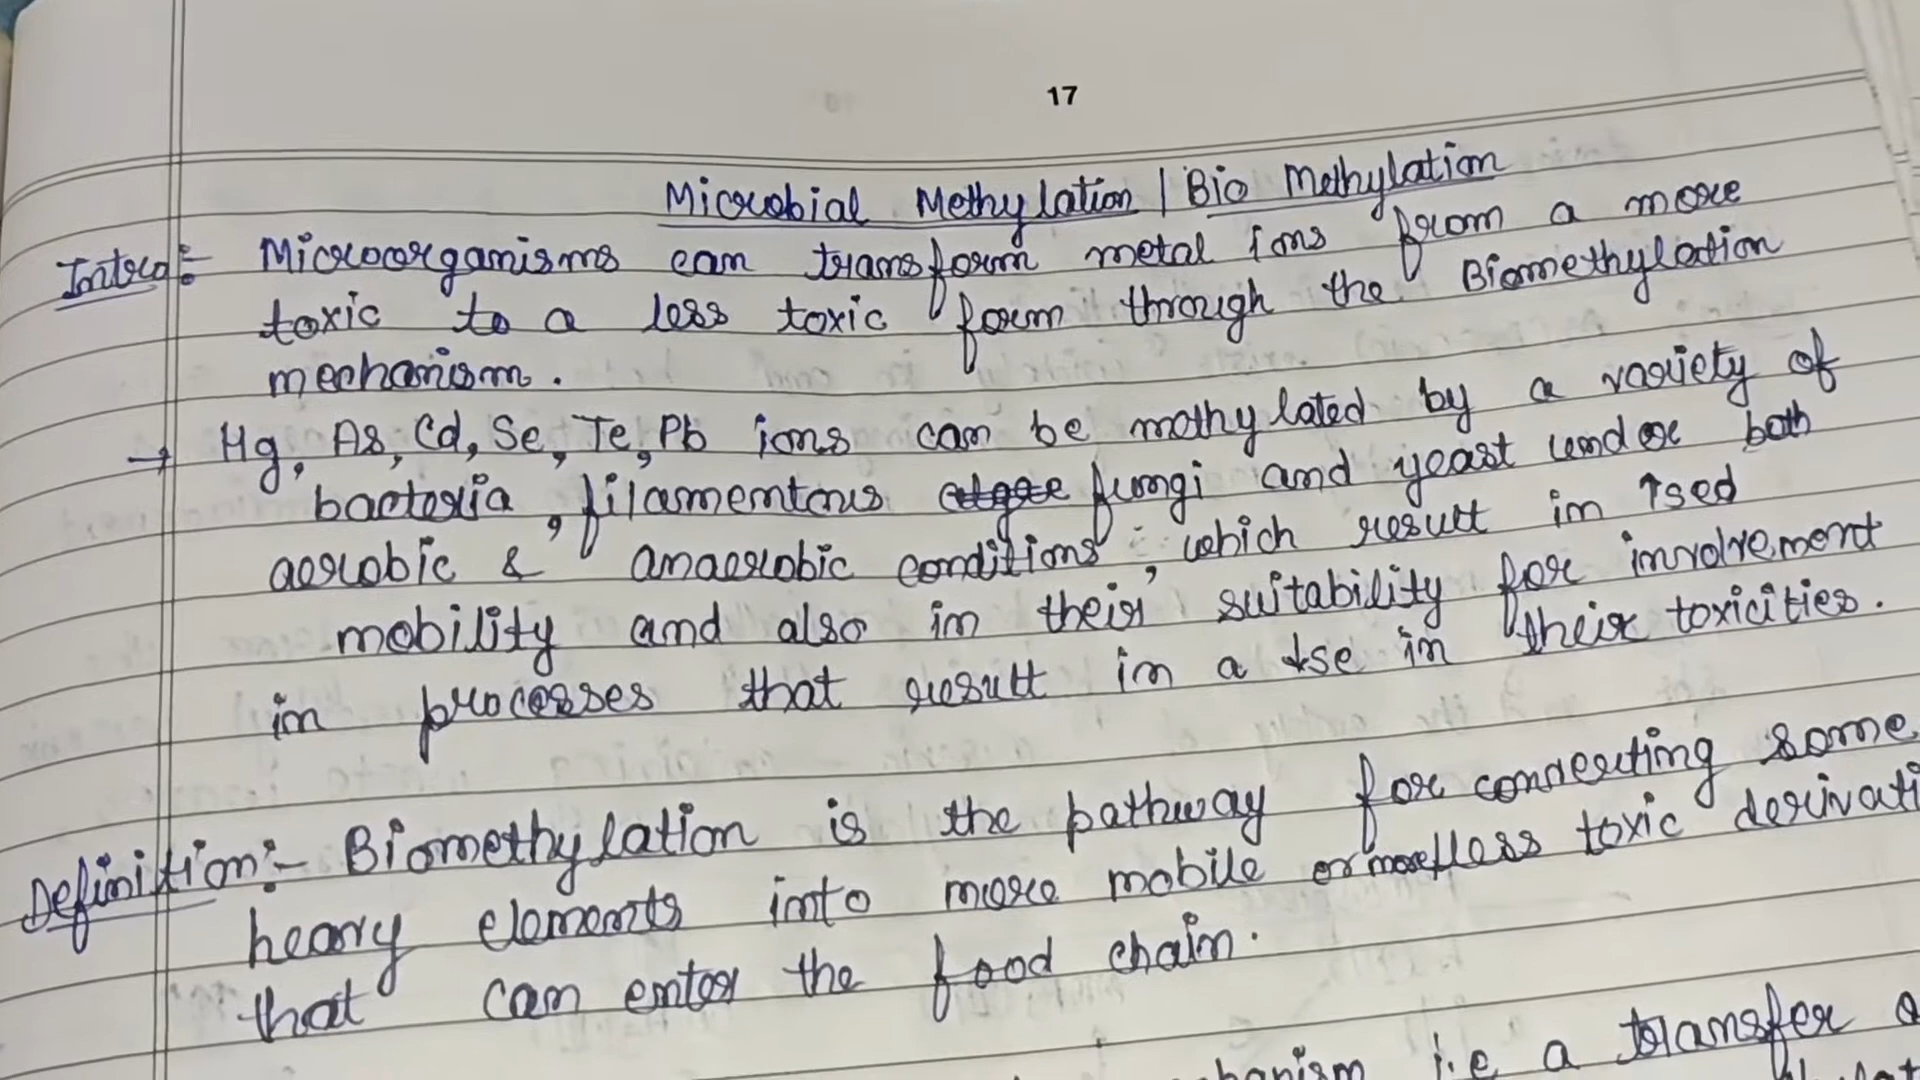 17
Microbial Methylation | Bio Methylation
Intro:- Microorganisms can transform metal ions from a more
toxic to a less toxic form through the Biomethylation
mechanism.
→ Hg, As, Cd, Se, Te, Pb ions can be methylated by a variety of
bacteria, filamentous fungi and yeast under both
aerobic & anaerobic conditions, which result in ↑sed
mobility and also in their suitability for involvement
in processes that result in a ↓se in their toxicities.
Definition:- Biomethylation is the pathway for converting some
heavy elements into more mobile or more/less toxic derivati
that can enter the food chain.
i.e a transfer